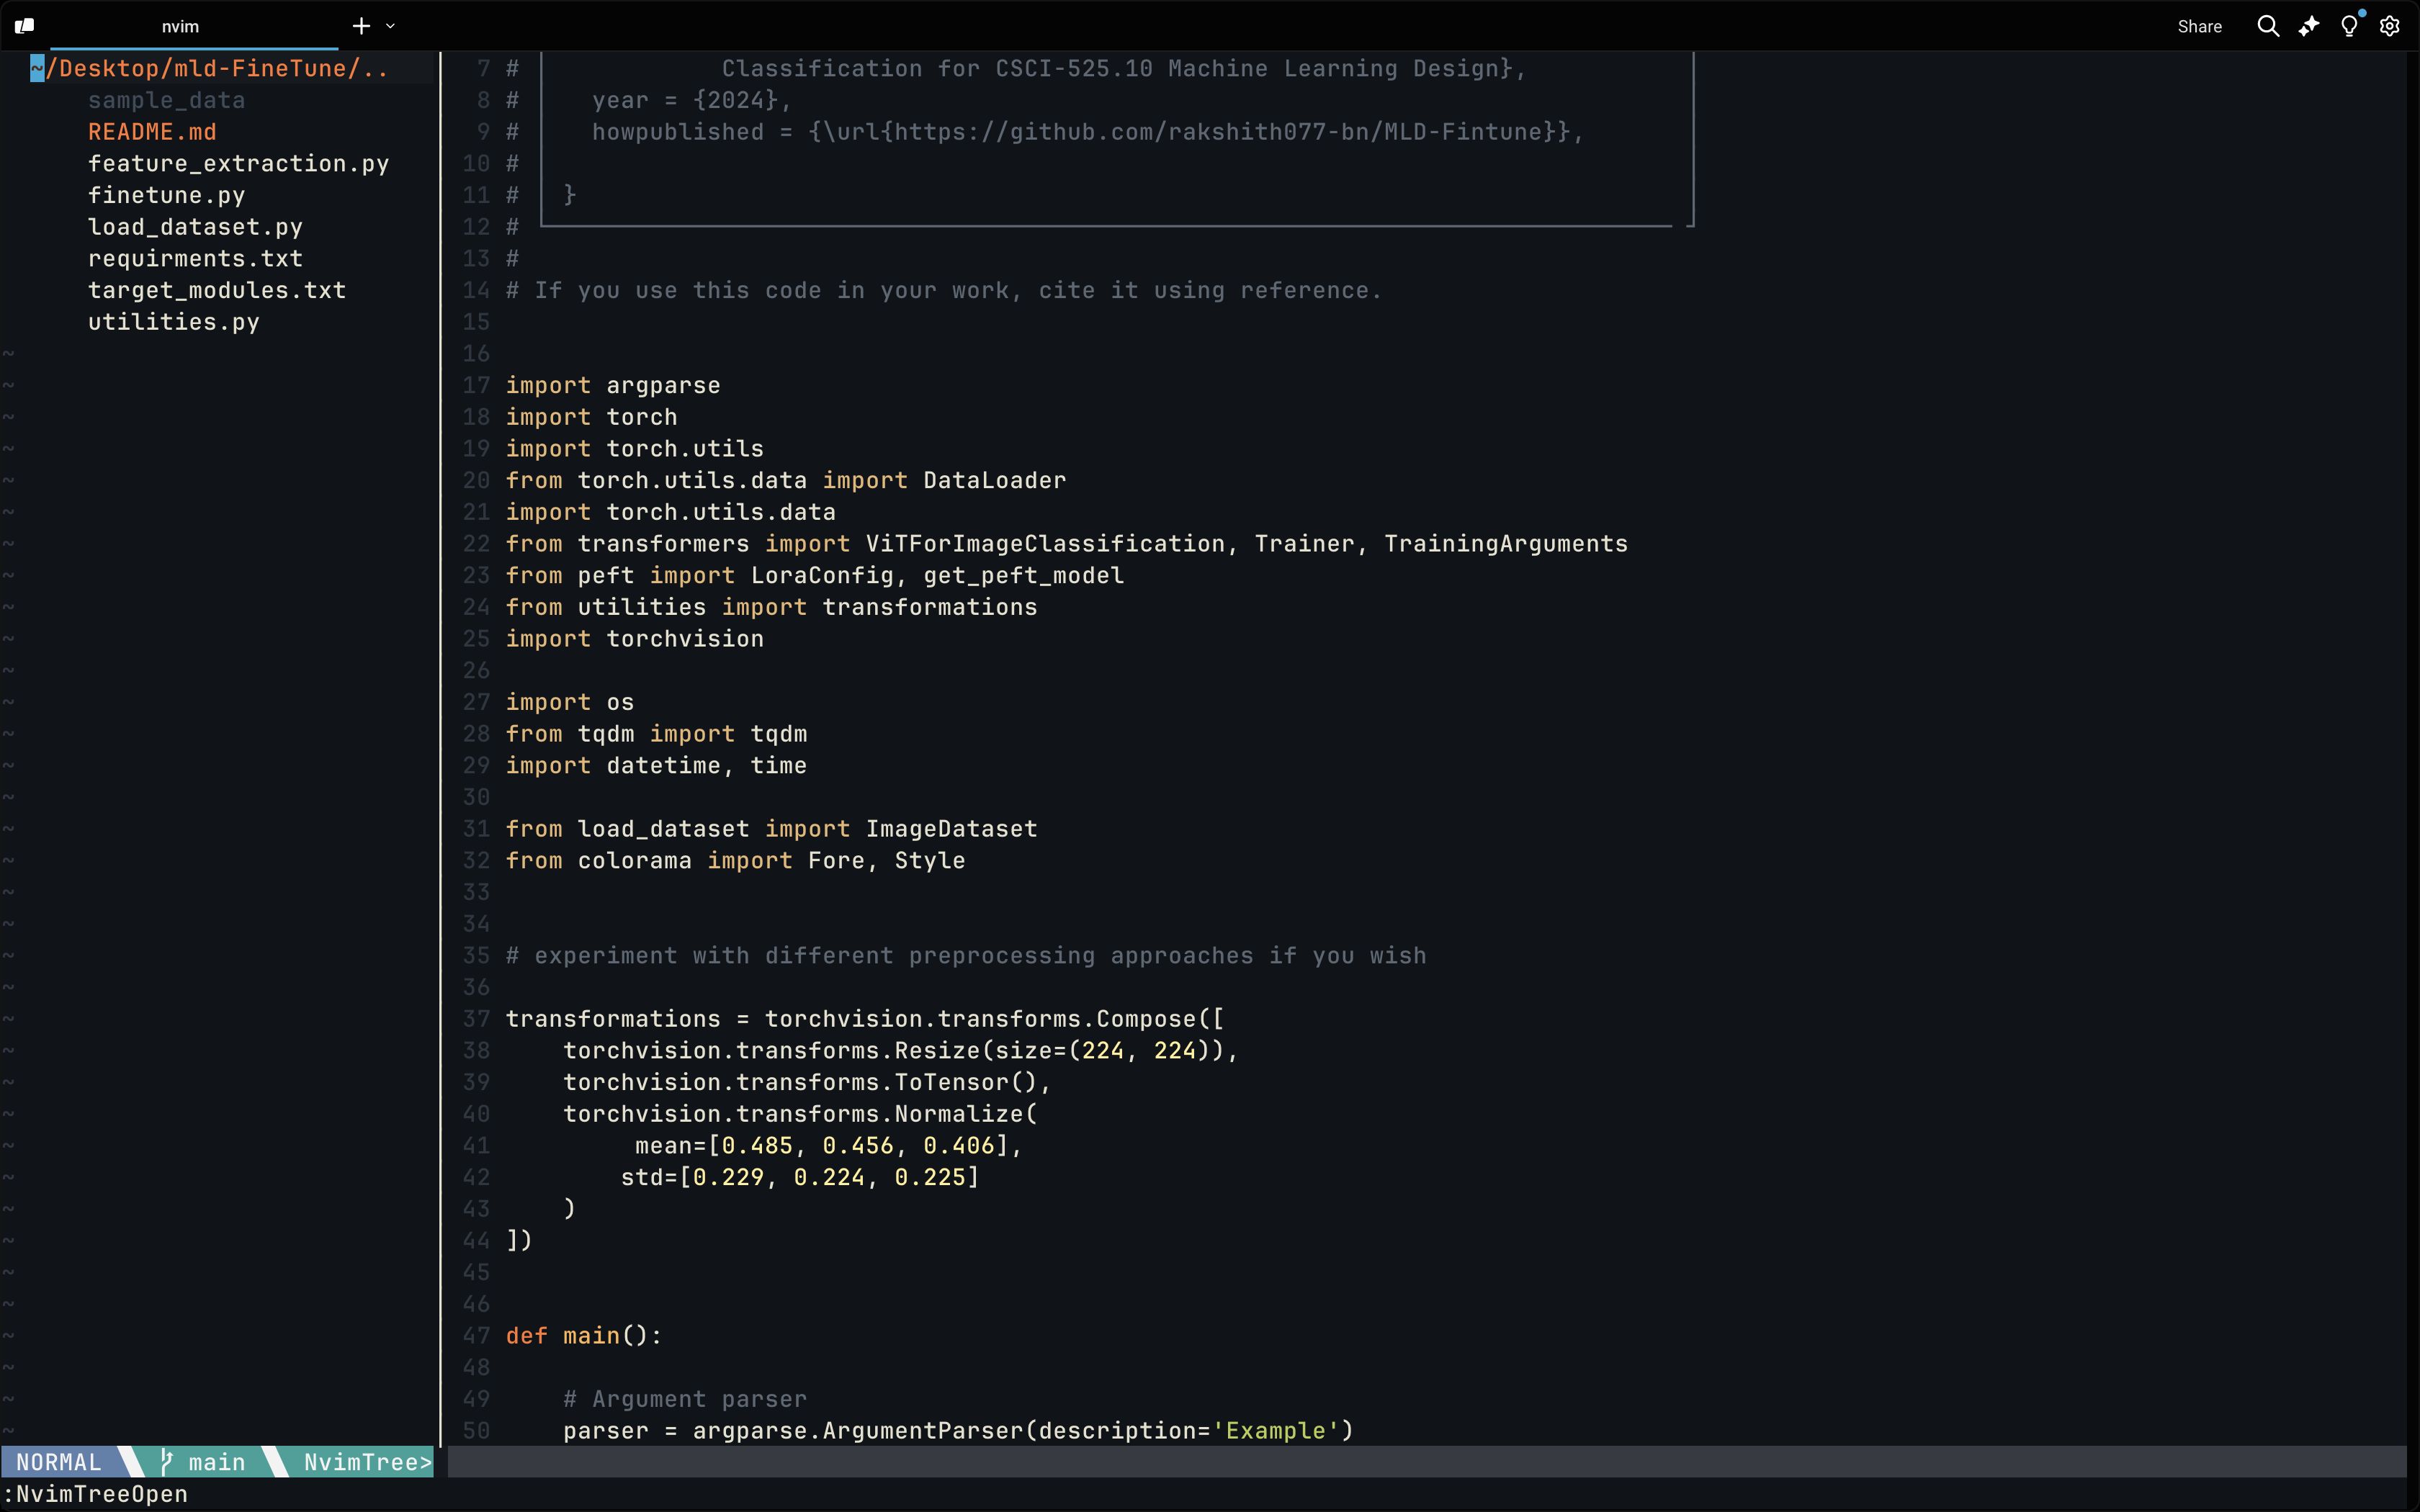 nvim
Share
~/Desktop/mld-FineTune/..
sample_data
README.md
feature_extraction.py
finetune.py
load_dataset.py
requirments.txt
target_modules.txt
utilities.py
7 # Classification for CSCI-525.10 Machine Learning Design},
8 # year = {2024},
9 # howpublished = {\url{https://github.com/rakshith077-bn/MLD-Fintune}},
10 #
11 # }
12 #
13 #
14 # If you use this code in your work, cite it using reference.
15
16
17 import argparse
18 import torch
19 import torch.utils
20 from torch.utils.data import DataLoader
21 import torch.utils.data
22 from transformers import ViTForImageClassification, Trainer, TrainingArguments
23 from peft import LoraConfig, get_peft_model
24 from utilities import transformations
25 import torchvision
26
27 import os
28 from tqdm import tqdm
29 import datetime, time
30
31 from load_dataset import ImageDataset
32 from colorama import Fore, Style
33
34
35 # experiment with different preprocessing approaches if you wish
36
37 transformations = torchvision.transforms.Compose([
38     torchvision.transforms.Resize(size=(224, 224)),
39     torchvision.transforms.ToTensor(),
40     torchvision.transforms.Normalize(
41          mean=[0.485, 0.456, 0.406],
42         std=[0.229, 0.224, 0.225]
43     )
44 ])
45
46
47 def main():
48
49     # Argument parser
50     parser = argparse.ArgumentParser(description='Example')
NORMAL main NvimTree>
:NvimTreeOpen